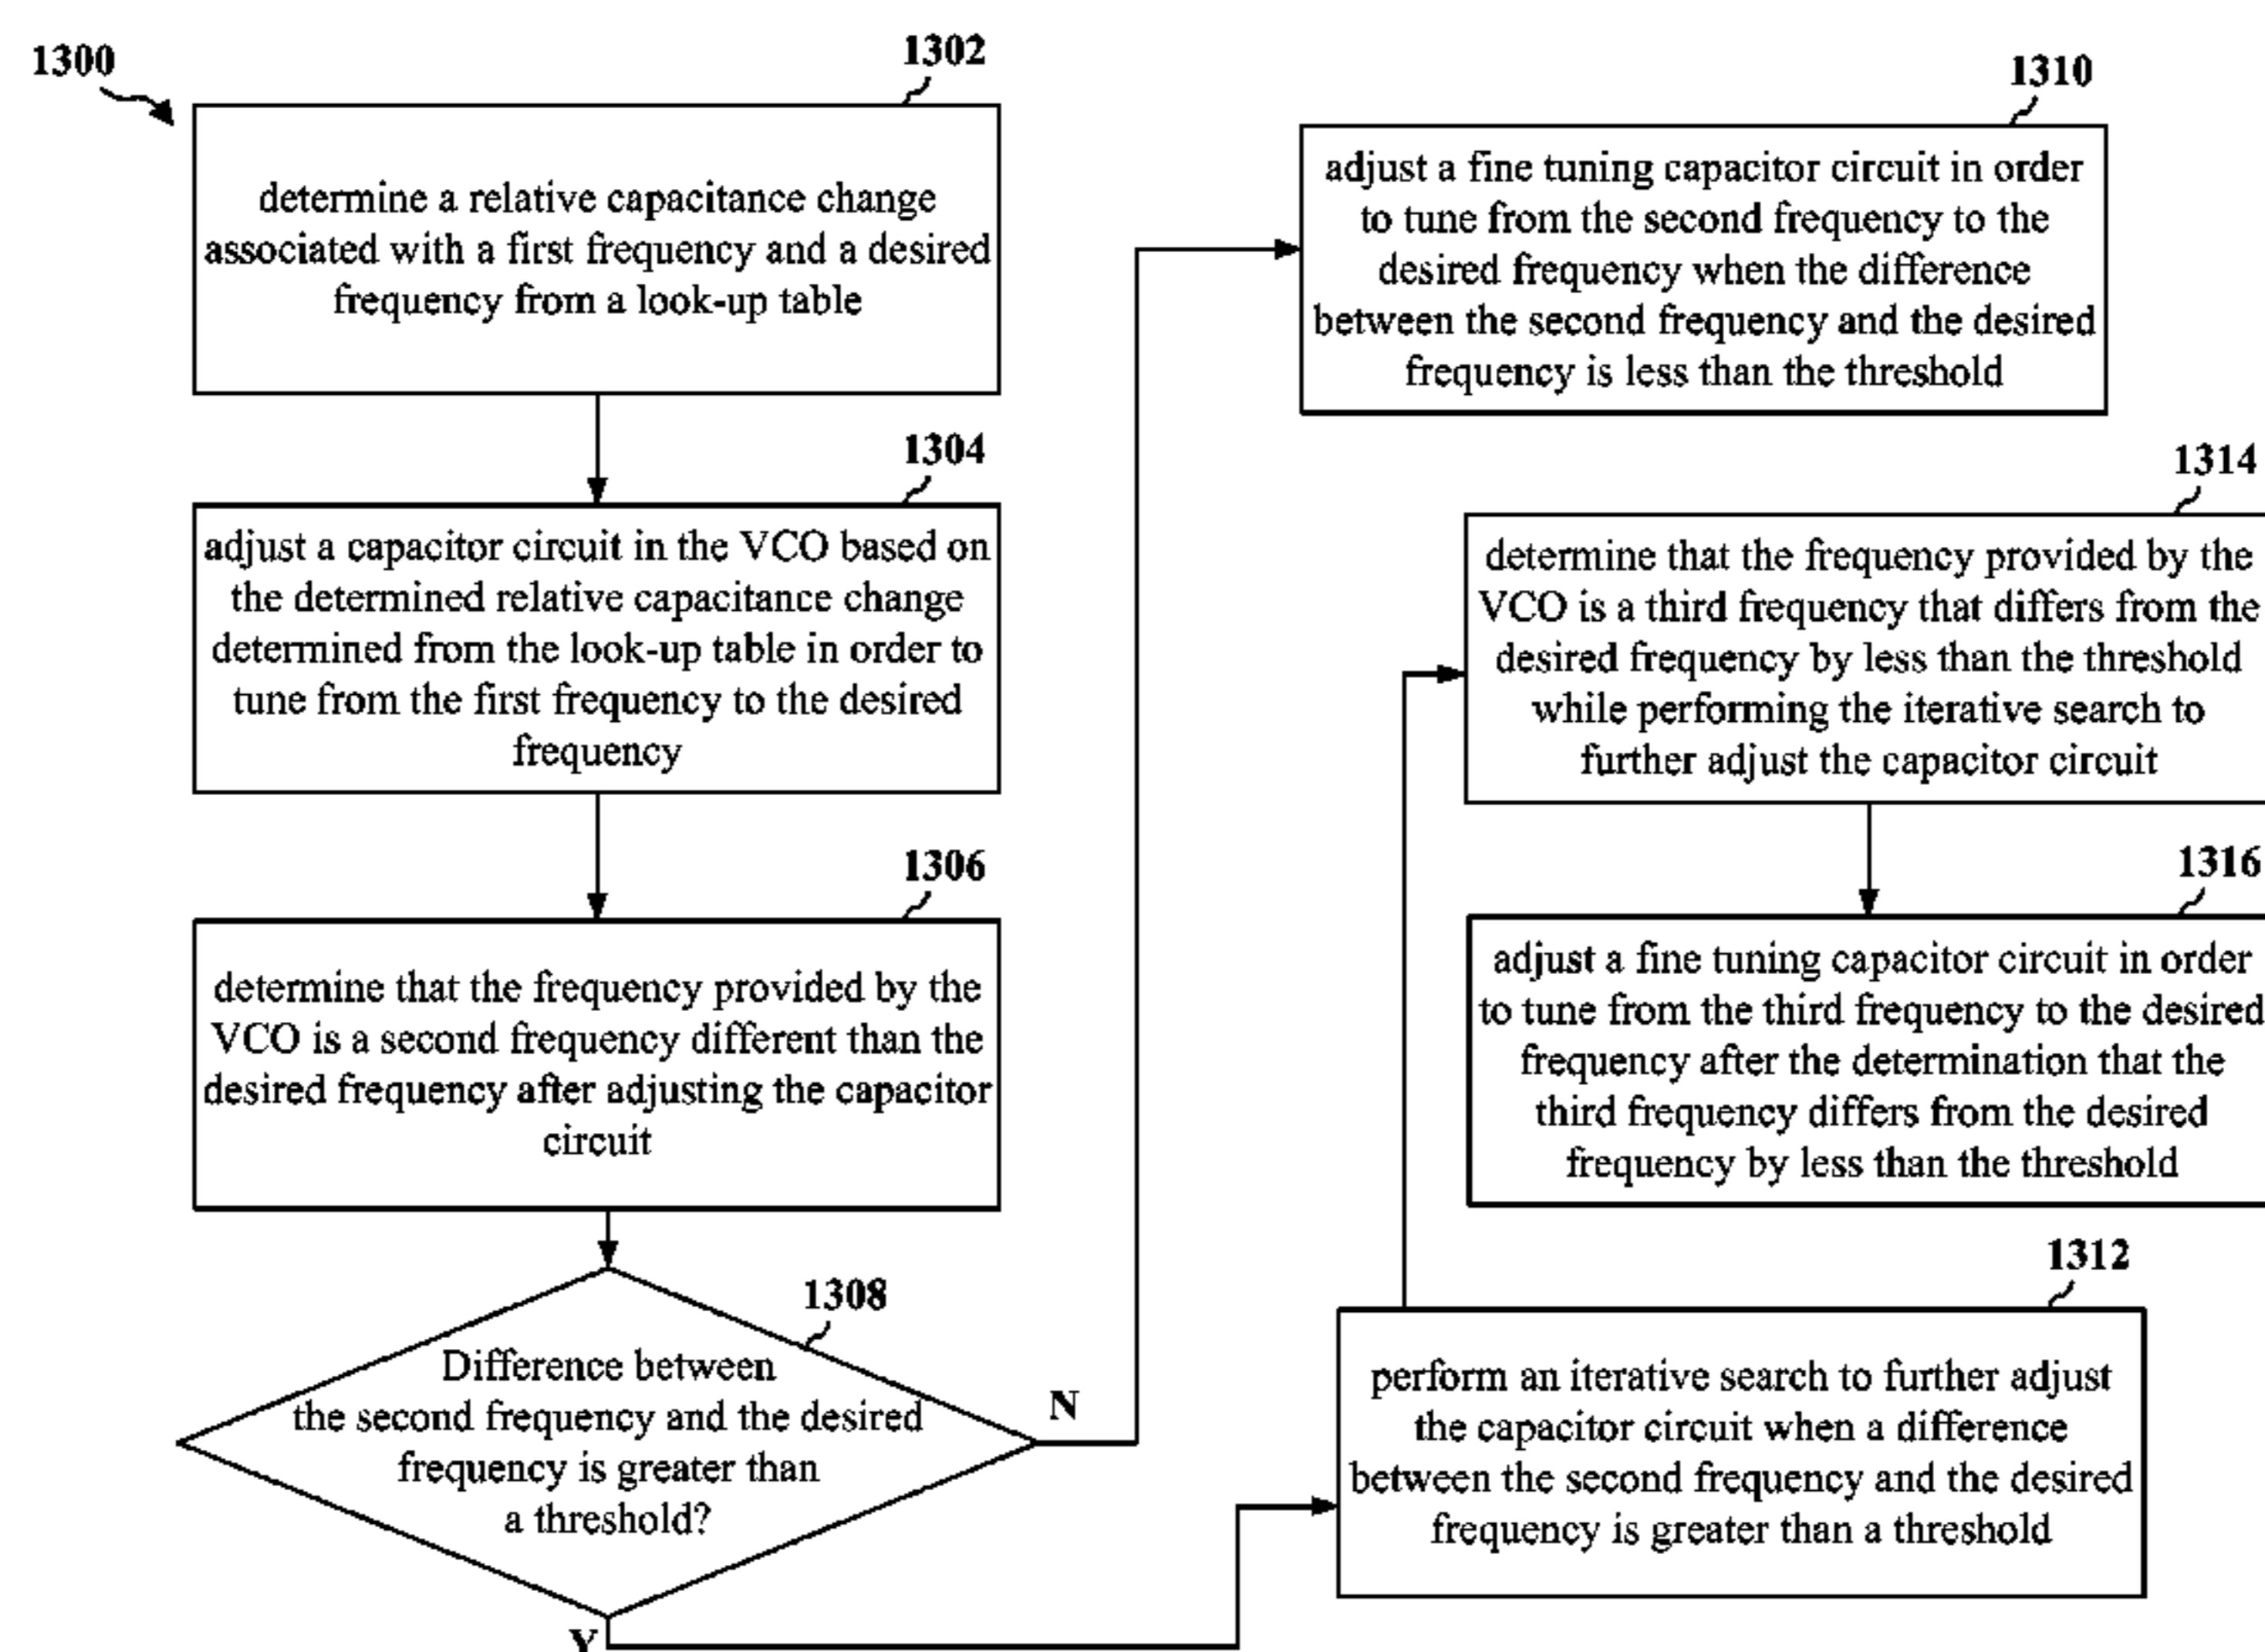 1300
1302
determine a relative capacitance change
associated with a first frequency and a desired
frequency from a look-up table
1304
adjust a capacitor circuit in the VCO based on
the determined relative capacitance change
determined from the look-up table in order to
tune from the first frequency to the desired
frequency
1306
determine that the frequency provided by the
VCO is a second frequency different than the
desired frequency after adjusting the capacitor
circuit
1308
Difference between
the second frequency and the desired
frequency is greater than
a threshold?
N
Y
1310
adjust a fine tuning capacitor circuit in order
to tune from the second frequency to the
desired frequency when the difference
between the second frequency and the desired
frequency is less than the threshold
1314
determine that the frequency provided by the
VCO is a third frequency that differs from the
desired frequency by less than the threshold
while performing the iterative search to
further adjust the capacitor circuit
1316
adjust a fine tuning capacitor circuit in order
to tune from the third frequency to the desired
frequency after the determination that the
third frequency differs from the desired
frequency by less than the threshold
1312
perform an iterative search to further adjust
the capacitor circuit when a difference
between the second frequency and the desired
frequency is greater than a threshold